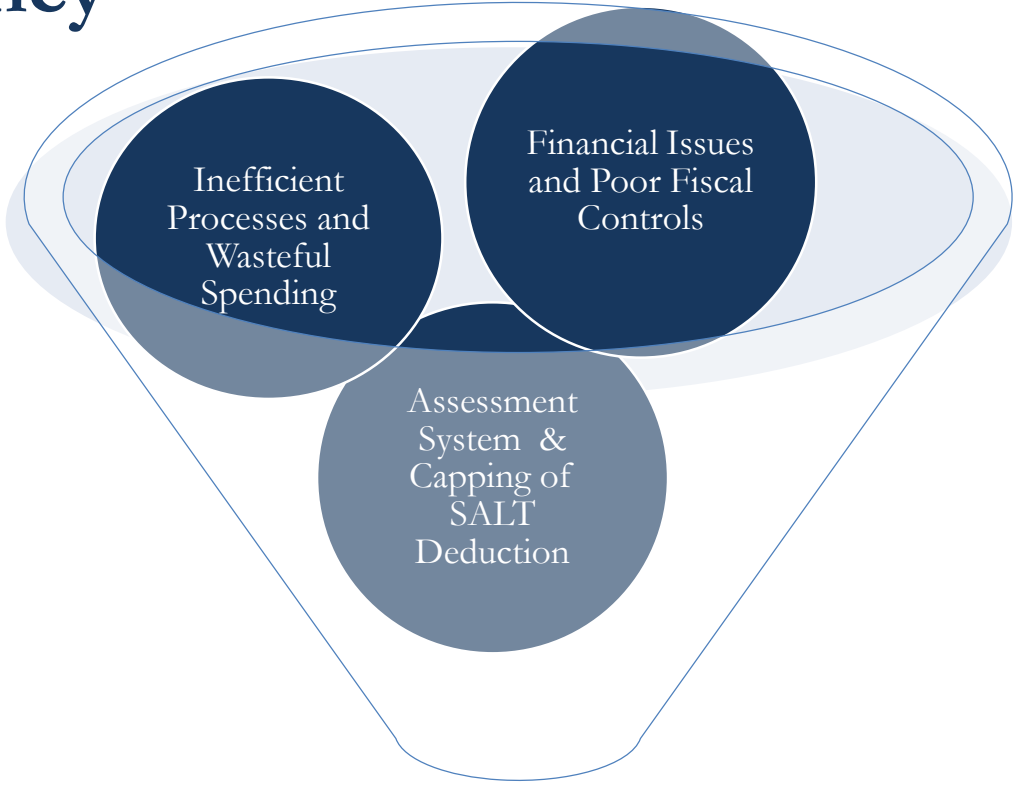 Inefficient
Processes and
Wasteful
Spending
Financial Issues
and Poor Fiscal
Controls
Assessment
System &
Capping of
SALT
Deduction